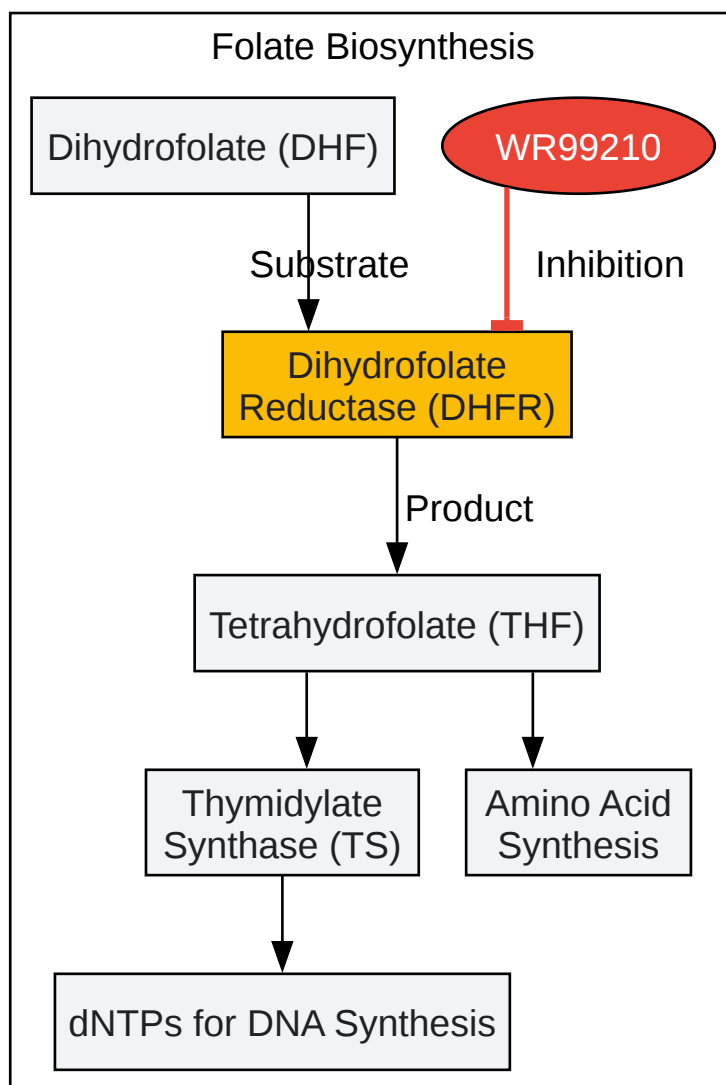 Folate Biosynthesis
Dihydrofolate (DHF)
WR99210
Substrate
Inhibition
Dihydrofolate
Reductase (DHFR)
Product
Tetrahydrofolate (THF)
Thymidylate
Synthase (TS)
Amino Acid
Synthesis
dNTPs for DNA Synthesis